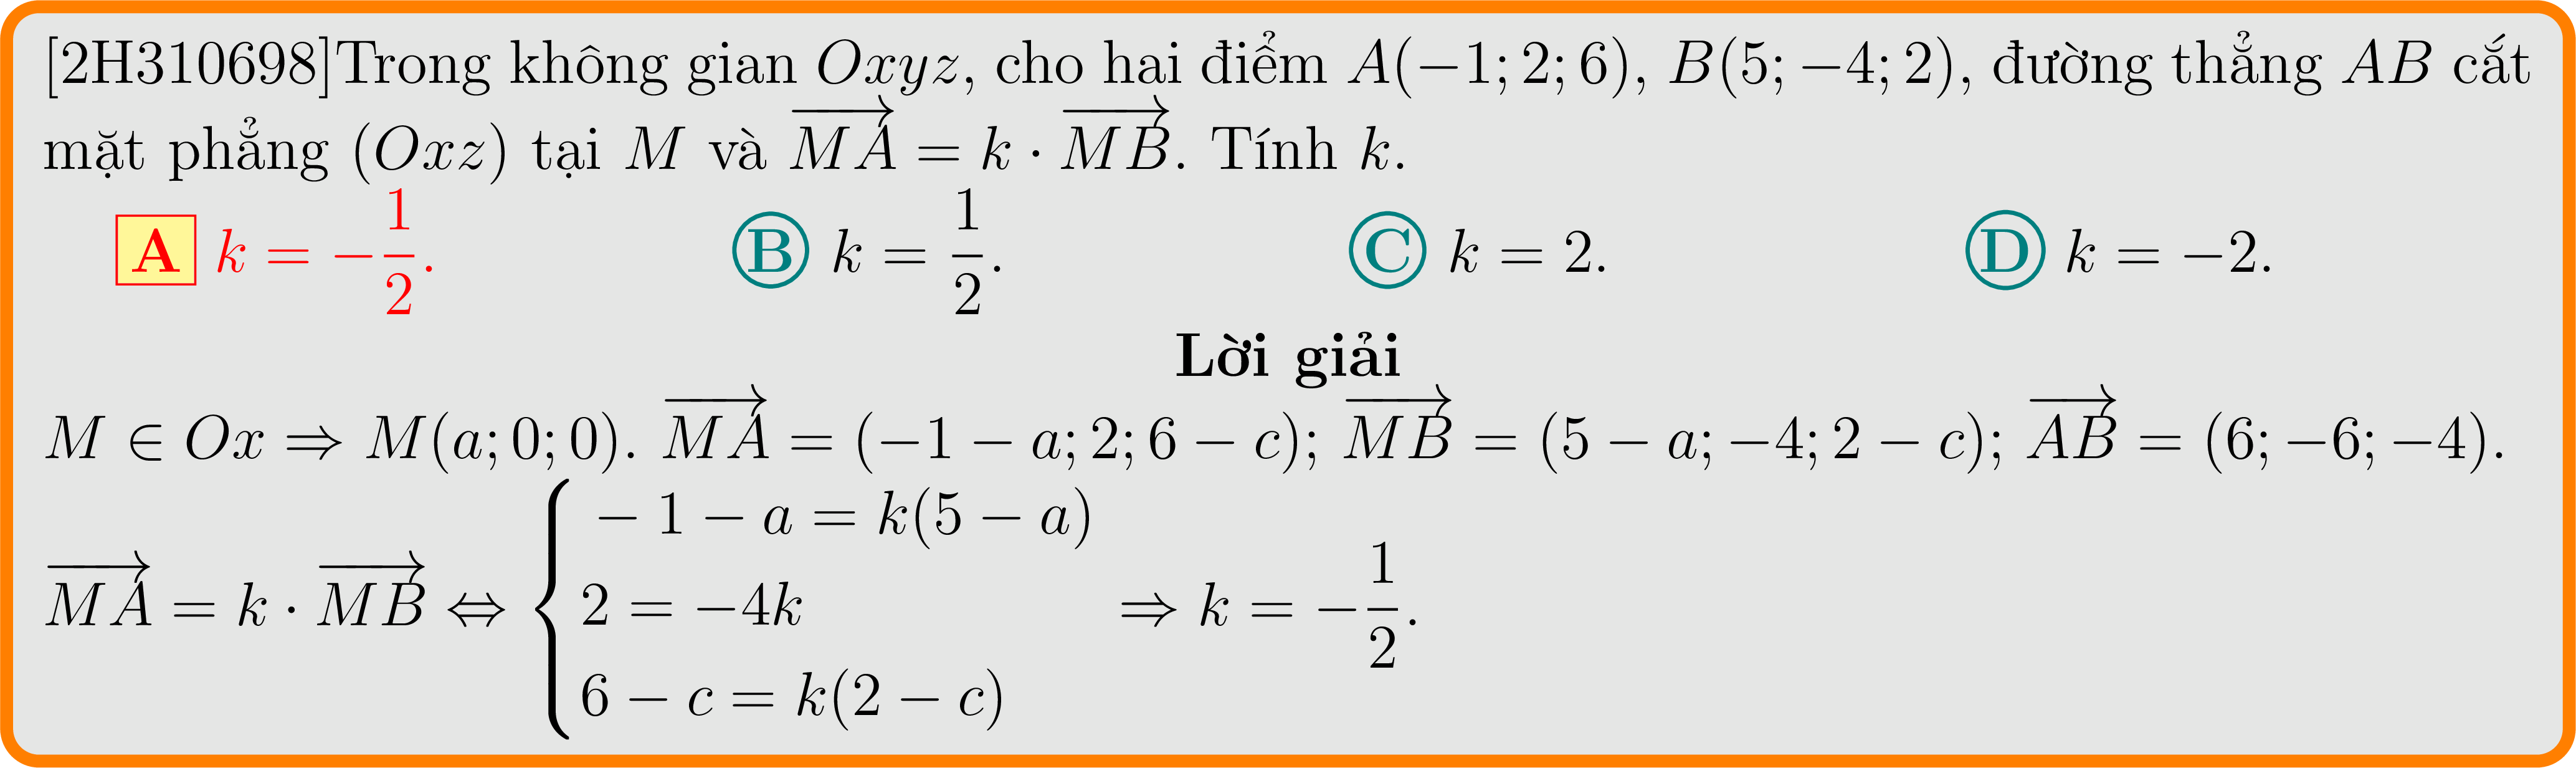 [2H310698]Trong không gian Oxyz, cho hai điểm A(−1; 2; 6), B(5; −4; 2), đường thẳng AB cắt
mặt phẳng (Oxz) tại M và $\overrightarrow{MA} = k \cdot \overrightarrow{MB}$. Tính k.
A $k = -\frac{1}{2}$. B $k = \frac{1}{2}$. C k = 2. D k = −2.
Lời giải
$M \in Ox \Rightarrow M(a; 0; 0)$. $\overrightarrow{MA} = (-1 - a; 2; 6 - c)$; $\overrightarrow{MB} = (5 - a; -4; 2 - c)$; $\overrightarrow{AB} = (6; -6; -4)$.
$\overrightarrow{MA} = k \cdot \overrightarrow{MB} \Leftrightarrow \begin{cases} -1 - a = k(5 - a) \\ 2 = -4k \\ 6 - c = k(2 - c) \end{cases} \Rightarrow k = -\frac{1}{2}$.